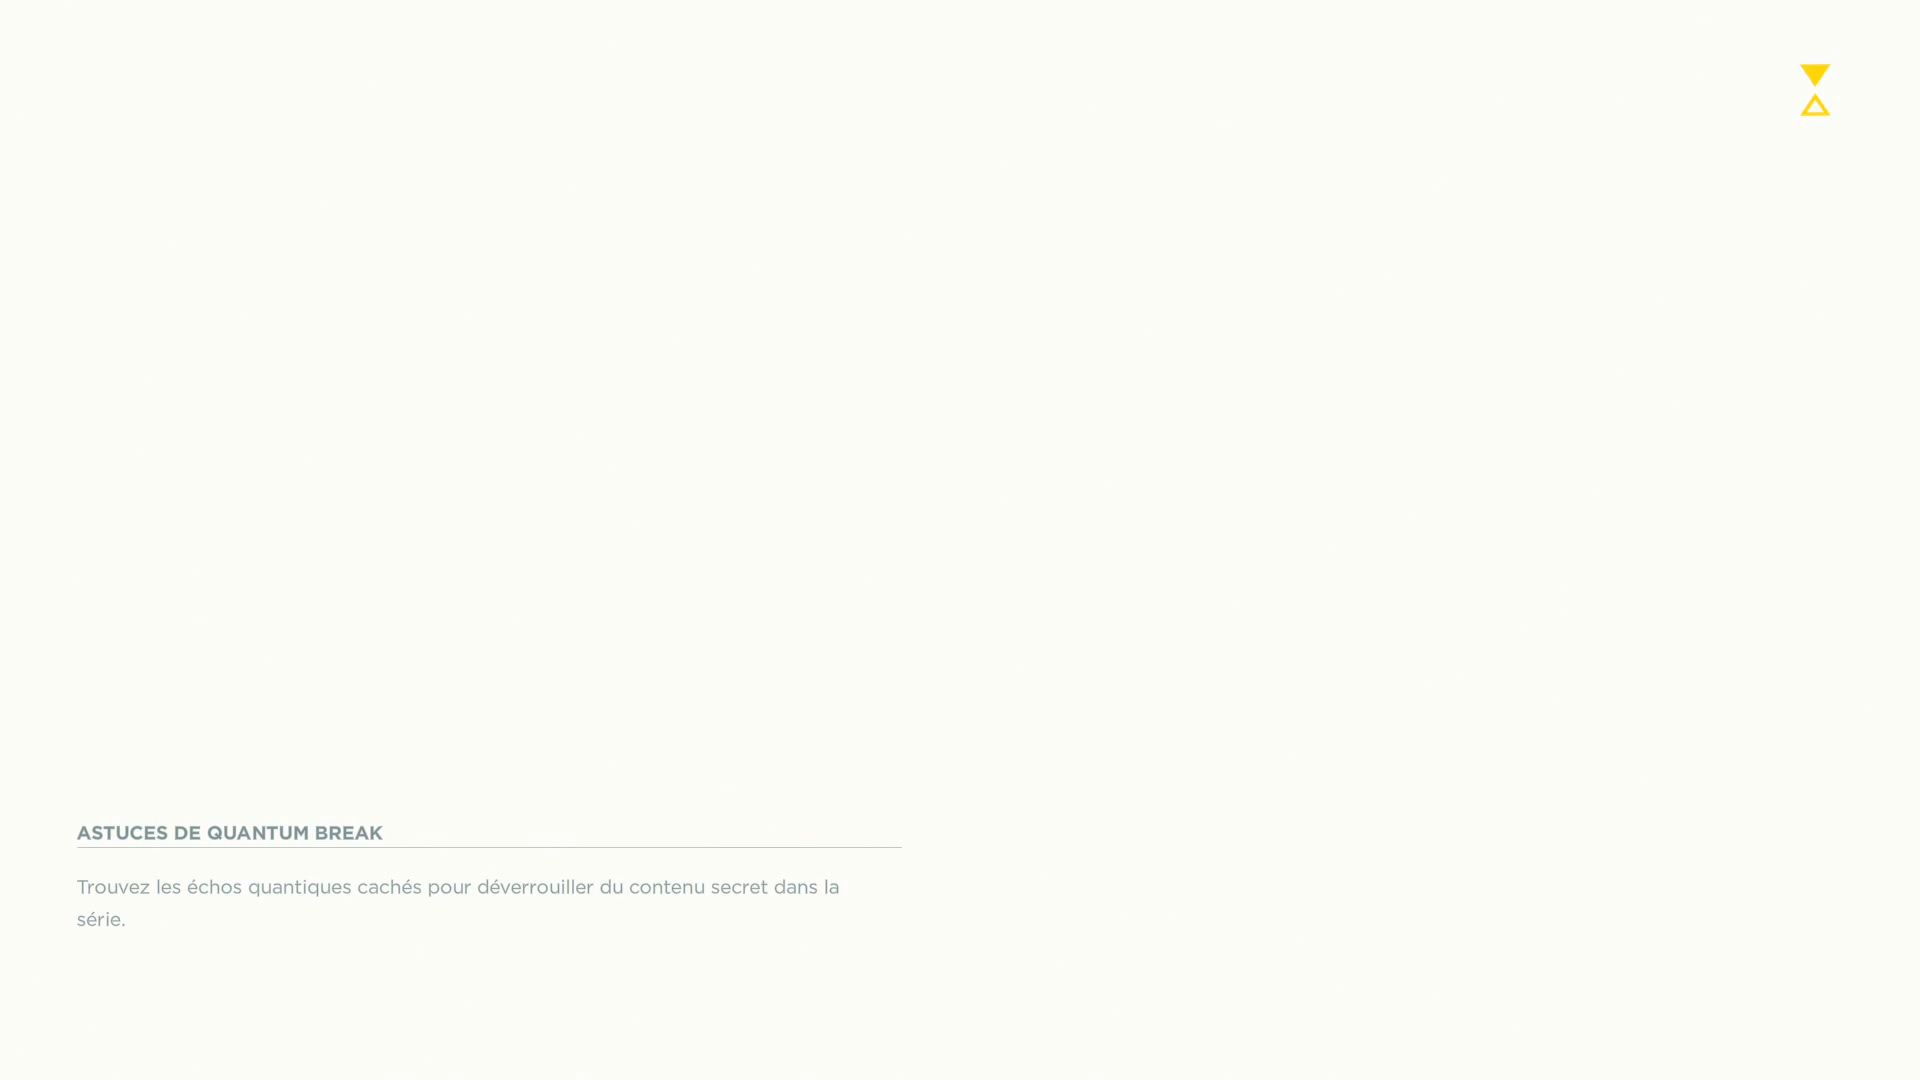 ASTUCES DE QUANTUM BREAK
Trouvez les échos quantiques cachés pour déverrouiller du contenu secret dans la
série.